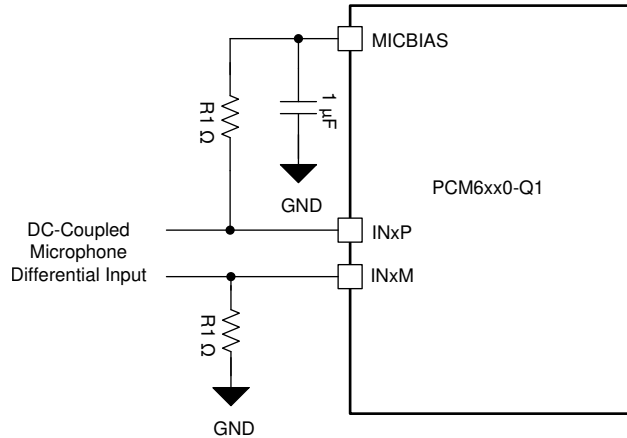 MICBIAS
R1 Ω
1 µF
GND
PCM6xx0-Q1
DC-Coupled
Microphone
Differential Input
INxP
INxM
R1 Ω
GND